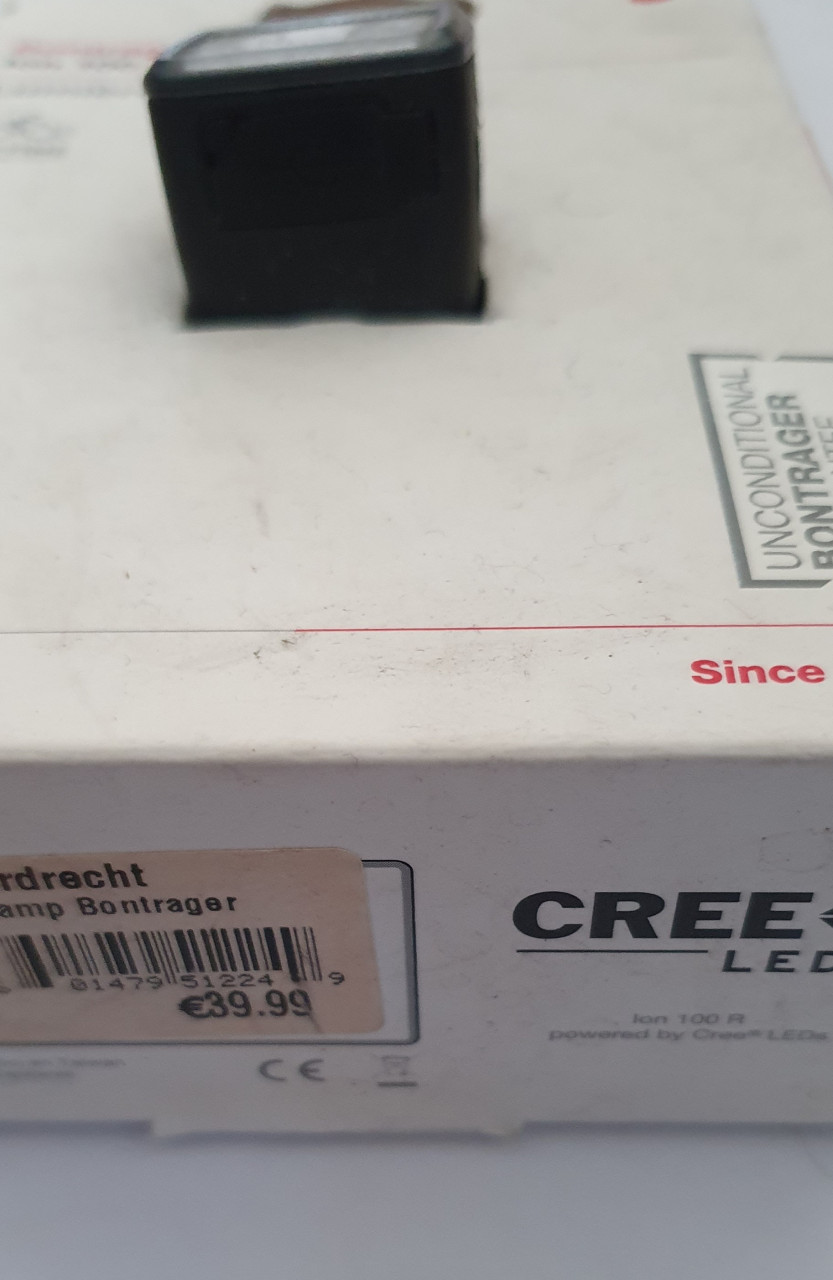 UNCONDITIONAL
BONTRAGER
Since
rdrecht
amp Bontrager
01479 51224 9
€39.99
CREE
LED
Ion 100 R
powered by Cree® LEDs
CE